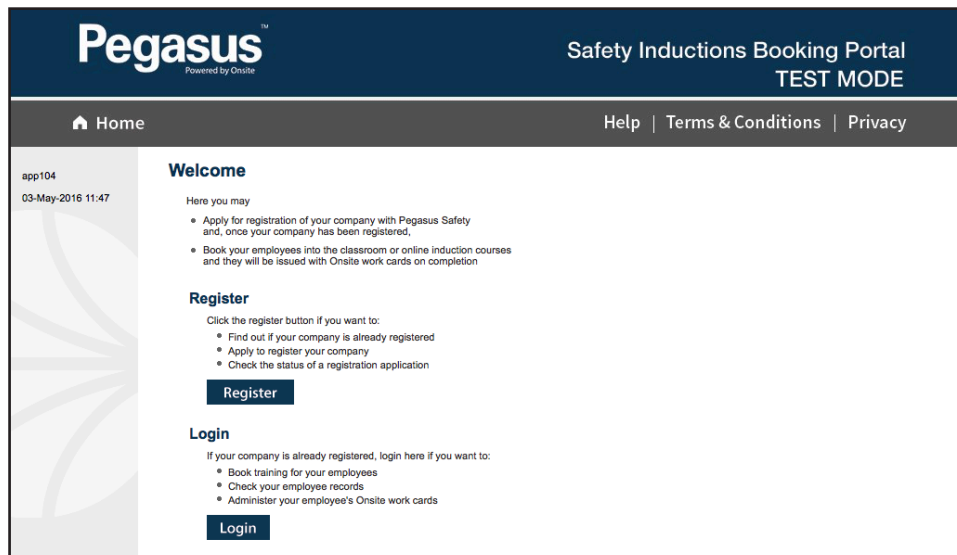 Pegasus™
Powered by Onsite
Safety Inductions Booking Portal
TEST MODE
Home
Help | Terms & Conditions | Privacy
app104
03-May-2016 11:47
Welcome
Here you may
• Apply for registration of your company with Pegasus Safety
and, once your company has been registered,
• Book your employees into the classroom or online induction courses
and they will be issued with Onsite work cards on completion
Register
Click the register button if you want to:
• Find out if your company is already registered
• Apply to register your company
• Check the status of a registration application
Register
Login
If your company is already registered, login here if you want to:
• Book training for your employees
• Check your employee records
• Administer your employee's Onsite work cards
Login